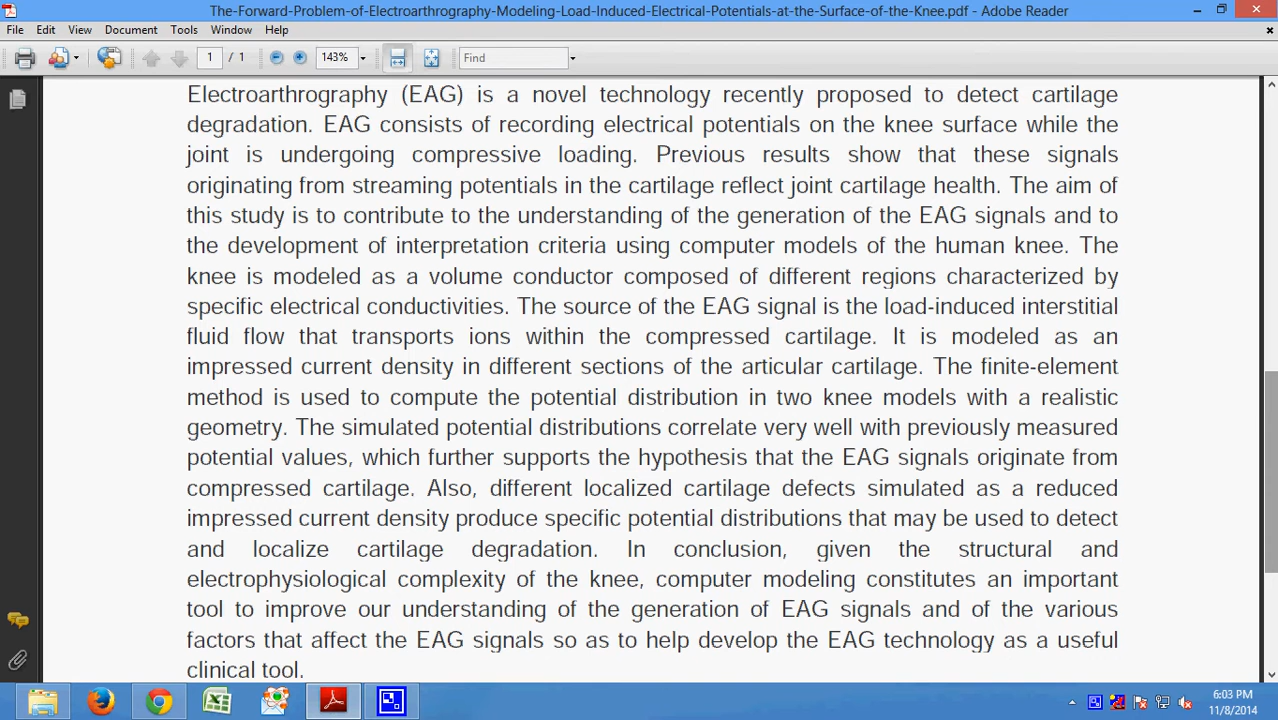 The-Forward-Problem-of-Electroarthrography-Modeling-Load-Induced-Electrical-Potentials-at-the-Surface-of-the-Knee.pdf - Adobe Reader
File Edit View Document Tools Window Help
1 / 1 143% Find
Electroarthrography (EAG) is a novel technology recently proposed to detect cartilage
degradation. EAG consists of recording electrical potentials on the knee surface while the
joint is undergoing compressive loading. Previous results show that these signals
originating from streaming potentials in the cartilage reflect joint cartilage health. The aim of
this study is to contribute to the understanding of the generation of the EAG signals and to
the development of interpretation criteria using computer models of the human knee. The
knee is modeled as a volume conductor composed of different regions characterized by
specific electrical conductivities. The source of the EAG signal is the load-induced interstitial
fluid flow that transports ions within the compressed cartilage. It is modeled as an
impressed current density in different sections of the articular cartilage. The finite-element
method is used to compute the potential distribution in two knee models with a realistic
geometry. The simulated potential distributions correlate very well with previously measured
potential values, which further supports the hypothesis that the EAG signals originate from
compressed cartilage. Also, different localized cartilage defects simulated as a reduced
impressed current density produce specific potential distributions that may be used to detect
and localize cartilage degradation. In conclusion, given the structural and
electrophysiological complexity of the knee, computer modeling constitutes an important
tool to improve our understanding of the generation of EAG signals and of the various
factors that affect the EAG signals so as to help develop the EAG technology as a useful
clinical tool.
6:03 PM
11/8/2014